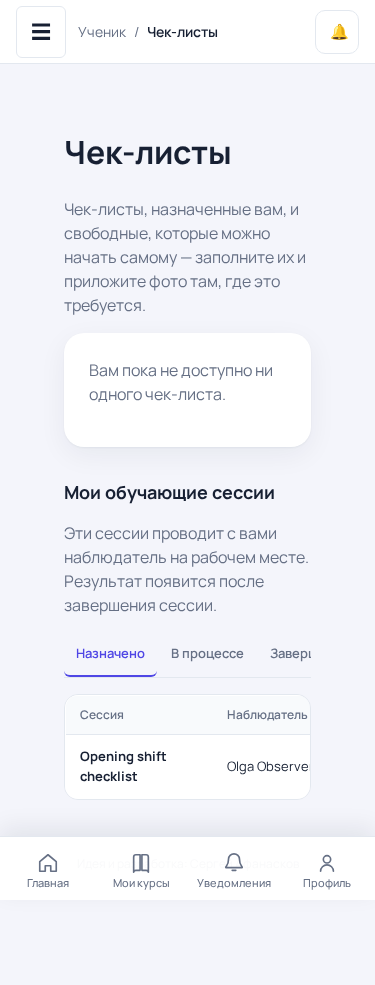 Ученик / Чек-листы
Чек-листы
Чек-листы, назначенные вам, и
свободные, которые можно
начать самому — заполните их и
приложите фото там, где это
требуется.
Вам пока не доступно ни
одного чек-листа.
Мои обучающие сессии
Эти сессии проводит с вами
наблюдатель на рабочем месте.
Результат появится после
завершения сессии.
Назначено В процессе
Сессия Наблюдатель
Opening shift
checklist
Olga
Главная Мои курсы Уведомления Профиль